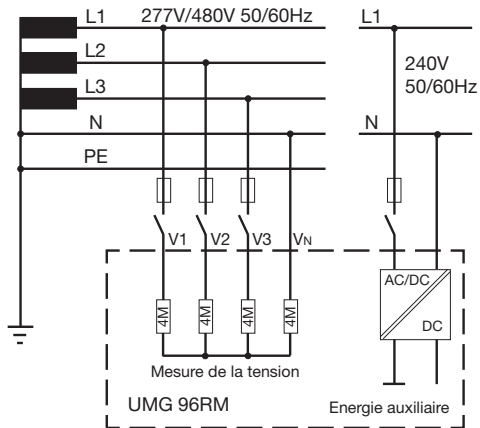 L1 277V/480V 50/60Hz L1
L2
240V
50/60Hz
L3
N N
PE
V1 V2 V3 VN
AC/DC
DC
4M 4M 4M 4M
Mesure de la tension
UMG 96RM Energie auxiliaire